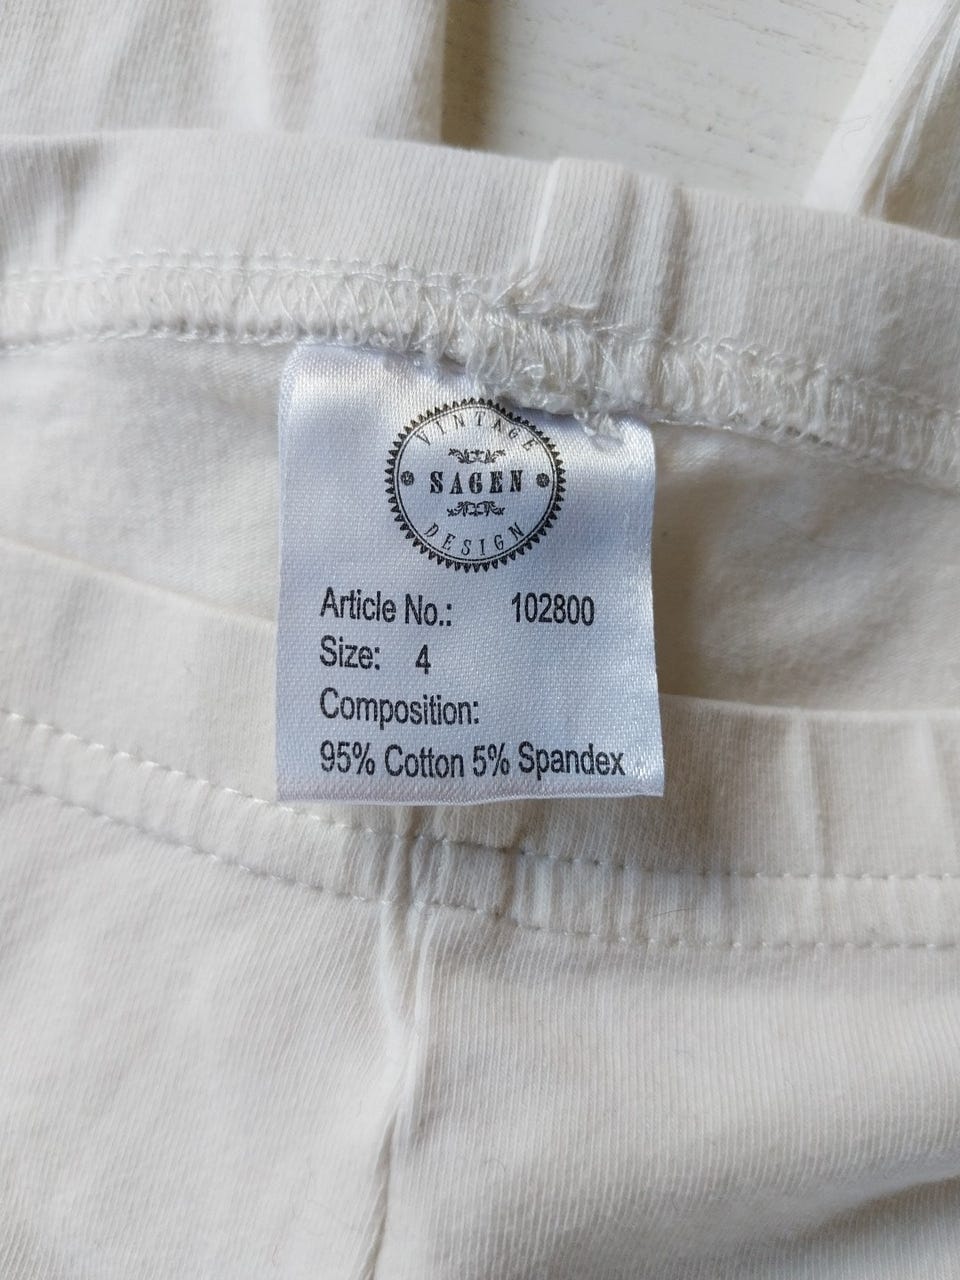 VINTAGE
SAGEN
DESIGN
Article No.: 102800
Size: 4
Composition:
95% Cotton 5% Spandex